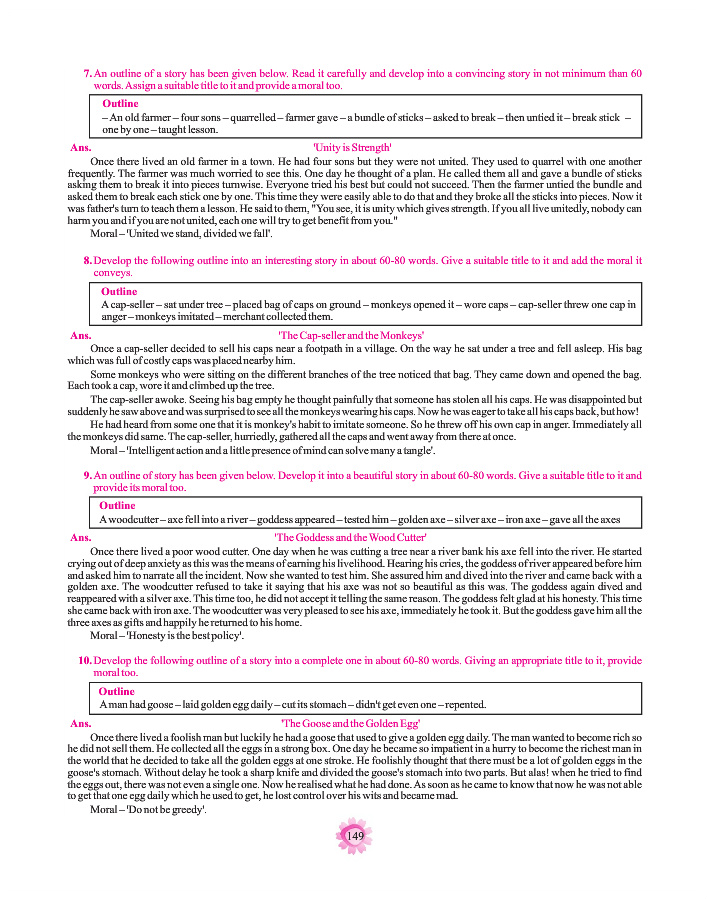 7. An outline of a story has been given below. Read it carefully and develop into a convincing story in not minimum than 60
words. Assign a suitable title to it and provide a moral too.
Outline
– An old farmer – four sons – quarrelled – farmer gave – a bundle of sticks – asked to break – then untied it – break stick –
one by one – taught lesson.
Ans. 'Unity is Strength'
Once there lived an old farmer in a town. He had four sons but they were not united. They used to quarrel with one another
frequently. The farmer was much worried to see this. One day he thought of a plan. He called them all and gave a bundle of sticks
asking them to break it into pieces turnwise. Everyone tried his best but could not succeed. Then the farmer untied the bundle and
asked them to break each stick one by one. This time they were easily able to do that and they broke all the sticks into pieces. Now it
was father's turn to teach them a lesson. He said to them, "You see, it is unity which gives strength. If you all live unitedly, nobody can
harm you and if you are not united, each one will try to get benefit from you."
Moral – 'United we stand, divided we fall'.
8. Develop the following outline into an interesting story in about 60-80 words. Give a suitable title to it and add the moral it
conveys.
Outline
A cap-seller – sat under tree – placed bag of caps on ground – monkeys opened it – wore caps – cap-seller threw one cap in
anger – monkeys imitated – merchant collected them.
Ans. 'The Cap-seller and the Monkeys'
Once a cap-seller decided to sell his caps near a footpath in a village. On the way he sat under a tree and fell asleep. His bag
which was full of costly caps was placed nearby him.
Some monkeys who were sitting on the different branches of the tree noticed that bag. They came down and opened the bag.
Each took a cap, wore it and climbed up the tree.
The cap-seller awoke. Seeing his bag empty he thought painfully that someone has stolen all his caps. He was disappointed but
suddenly he saw above and was surprised to see all the monkeys wearing his caps. Now he was eager to take all his caps back, but how!
He had heard from some one that it is monkey's habit to imitate someone. So he threw off his own cap in anger. Immediately all
the monkeys did same. The cap-seller, hurriedly, gathered all the caps and went away from there at once.
Moral – 'Intelligent action and a little presence of mind can solve many a tangle'.
9. An outline of story has been given below. Develop it into a beautiful story in about 60-80 words. Give a suitable title to it and
provide its moral too.
Outline
A woodcutter – axe fell into a river – goddess appeared – tested him – golden axe – silver axe – iron axe – gave all the axes
Ans. 'The Goddess and the Wood Cutter'
Once there lived a poor wood cutter. One day when he was cutting a tree near a river bank his axe fell into the river. He started
crying out of deep anxiety as this was the means of earning his livelihood. Hearing his cries, the goddess of river appeared before him
and asked him to narrate all the incident. Now she wanted to test him. She assured him and dived into the river and came back with a
golden axe. The woodcutter refused to take it saying that his axe was not so beautiful as this was. The goddess again dived and
reappeared with a silver axe. This time too, he did not accept it telling the same reason. The goddess felt glad at his honesty. This time
she came back with iron axe. The woodcutter was very pleased to see his axe, immediately he took it. But the goddess gave him all the
three axes as gifts and happily he returned to his home.
Moral – 'Honesty is the best policy'.
10. Develop the following outline of a story into a complete one in about 60-80 words. Giving an appropriate title to it, provide
moral too.
Outline
A man had goose – laid golden egg daily – cut its stomach – didn't get even one – repented.
Ans. 'The Goose and the Golden Egg'
Once there lived a foolish man but luckily he had a goose that used to give a golden egg daily. The man wanted to become rich so
he did not sell them. He collected all the eggs in a strong box. One day he became so impatient in a hurry to become the richest man in
the world that he decided to take all the golden eggs at one stroke. He foolishly thought that there must be a lot of golden eggs in the
goose's stomach. Without delay he took a sharp knife and divided the goose's stomach into two parts. But alas! when he tried to find
the eggs out, there was not even a single one. Now he realised what he had done. As soon as he came to know that now he was not able
to get that one egg daily which he used to get, he lost control over his wits and became mad.
Moral – 'Do not be greedy'.
149